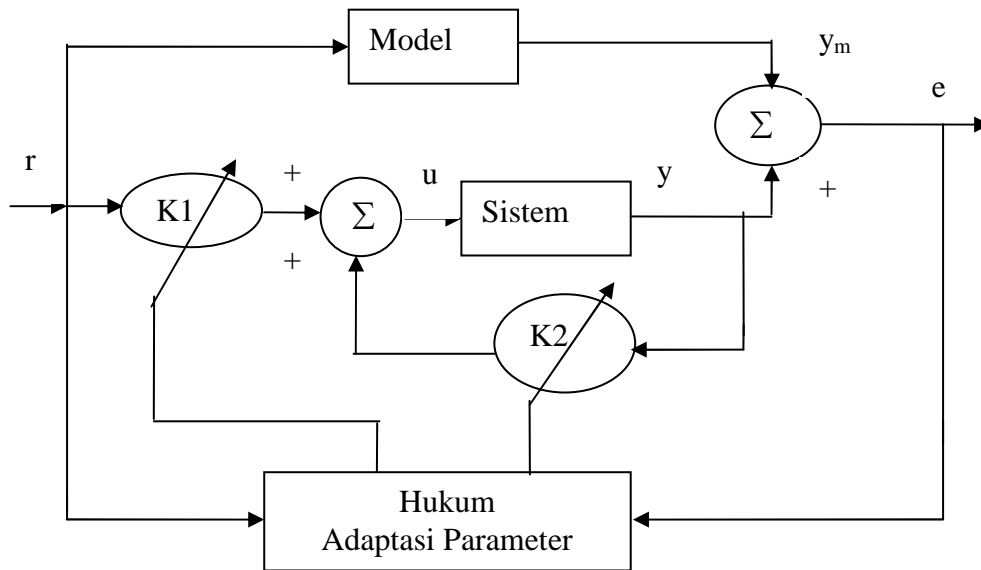 Model
yₘ
e
Σ
r
K1
+
+
Σ
u
Sistem
y
+
K2
Hukum
Adaptasi Parameter